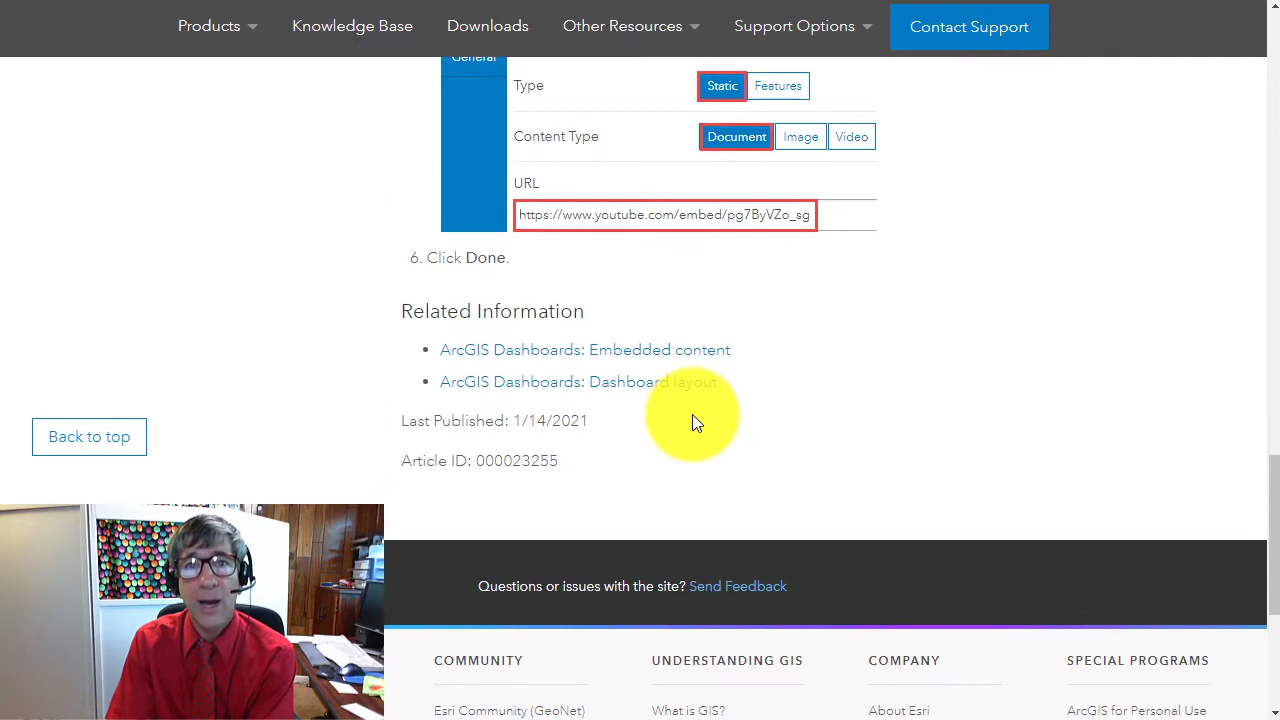 Products Knowledge Base Downloads Other Resources Support Options Contact Support
General
Type Static Features
Content Type Document Image Video
URL
https://www.youtube.com/embed/pg7ByVZo_sg
6. Click Done.
Related Information
• ArcGIS Dashboards: Embedded content
• ArcGIS Dashboards: Dashboard layout
Last Published: 1/14/2021
Back to top
Article ID: 000023255
Questions or issues with the site? Send Feedback
COMMUNITY UNDERSTANDING GIS COMPANY SPECIAL PROGRAMS
Esri Community (GeoNet) What is GIS? About Esri ArcGIS for Personal Use